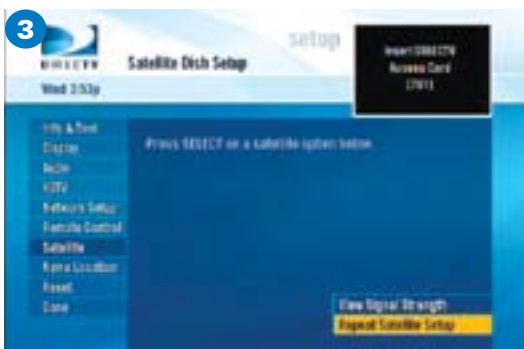 3
DIRECTV
setup
Satellite Dish Setup
Insert DIRECTV
Access Card
Wed 3:53p
Info & Test
Display
Audio
HDTV
Network Setup
Remote Control
Satellite
Name Location
Reset
Done
Press SELECT on a satellite option below.
View Signal Strength
Repeat Satellite Setup